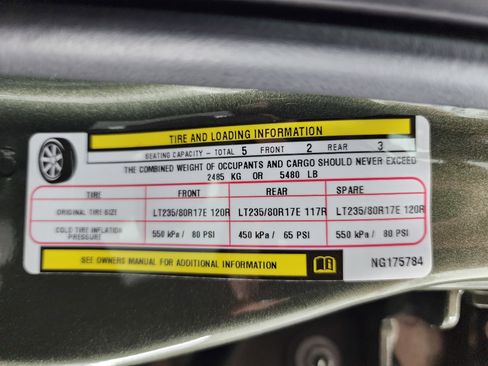 TIRE AND LOADING INFORMATION
SEATING CAPACITY - TOTAL 5 FRONT 2 REAR 3
THE COMBINED WEIGHT OF OCCUPANTS AND CARGO SHOULD NEVER EXCEED
2485 KG OR 5480 LB
TIRE FRONT REAR SPARE
ORIGINAL TIRE SIZE LT235/80R17E 120R LT235/80R17E 117R LT235/80R17E 120R
COLD TIRE INFLATION PRESSURE 550 kPa / 80 PSI 450 kPa / 65 PSI 550 kPa / 80 PSI
SEE OWNERS MANUAL FOR ADDITIONAL INFORMATION NG175784